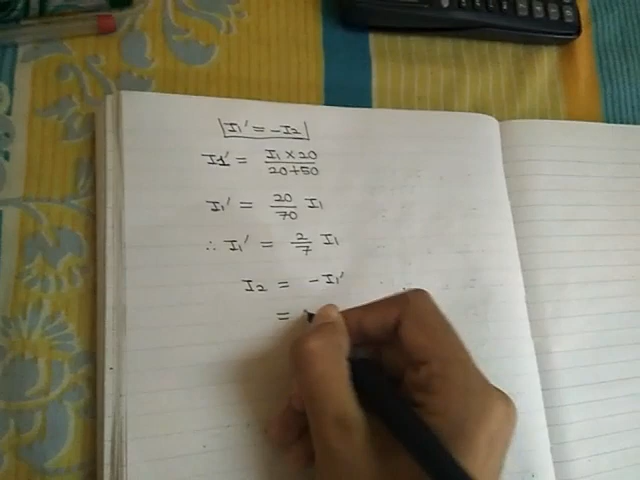 I₁' = -I₂
I₁' = I₁ × 20 / 20+50
I₁' = 20/70 I₁
∴ I₁' = 2/7 I₁
I₂ = -I₁'
=